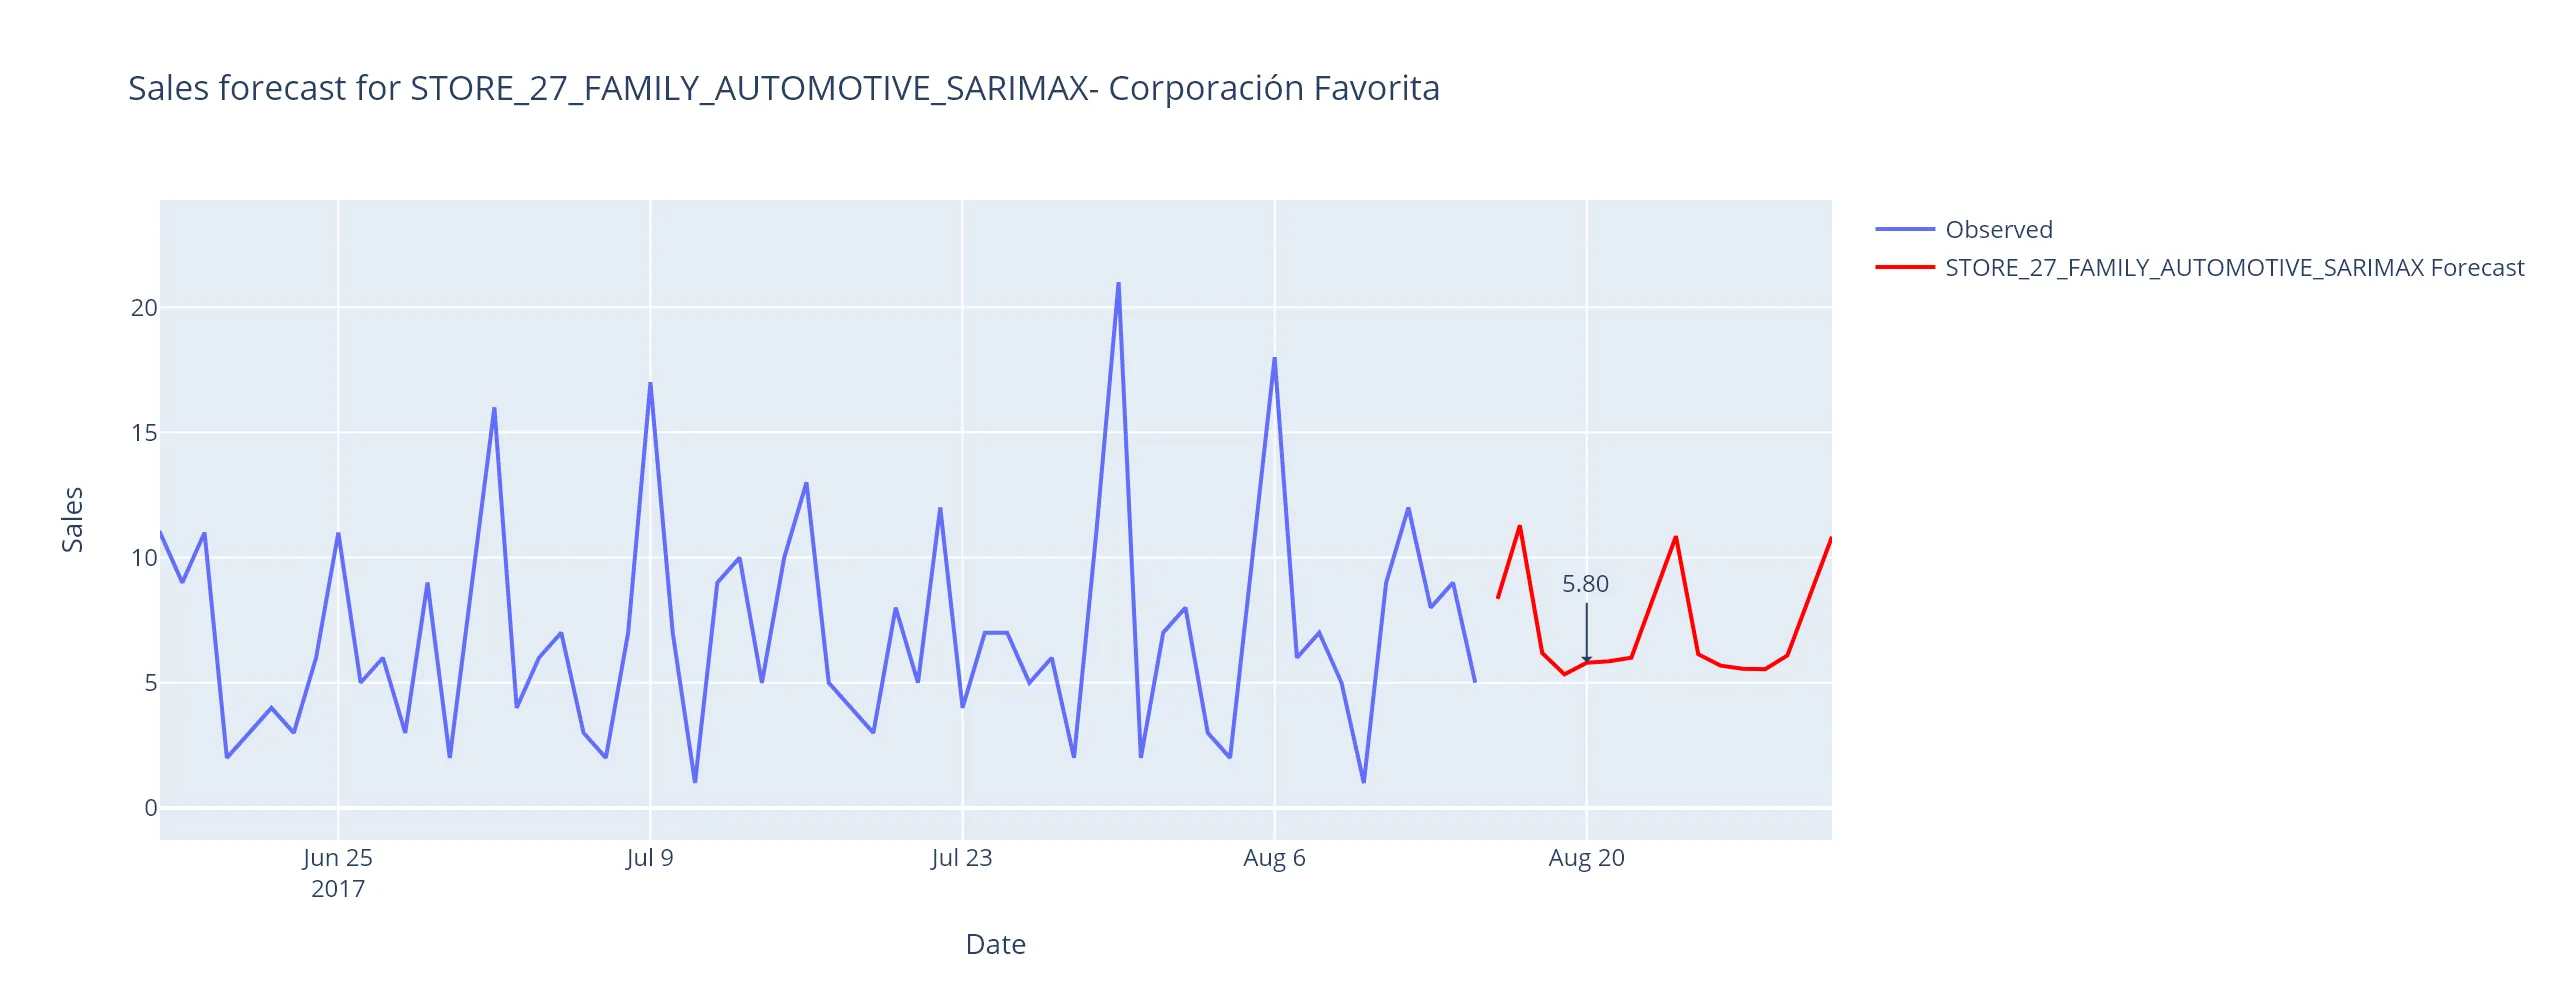 Sales forecast for STORE_27_FAMILY_AUTOMOTIVE_SARIMAX- Corporación Favorita
Observed
STORE_27_FAMILY_AUTOMOTIVE_SARIMAX Forecast
Sales
20
15
10
5
0
5.80
Jun 25
2017
Jul 9
Jul 23
Aug 6
Aug 20
Date